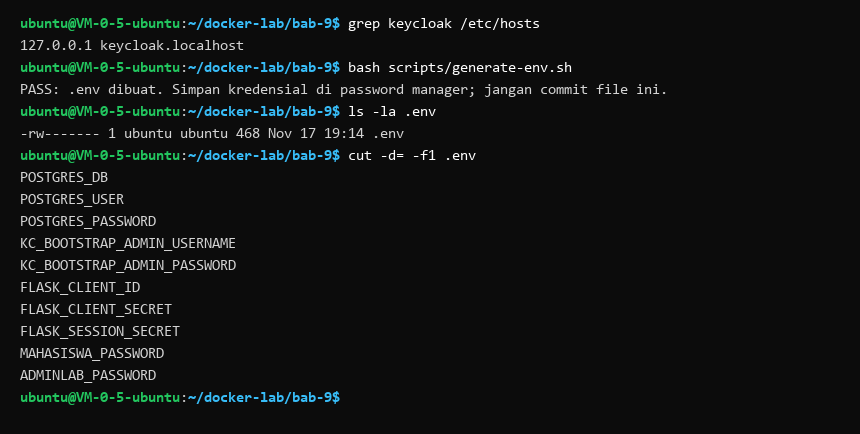 ubuntu@VM-0-5-ubuntu:~/docker-lab/bab-9$ grep keycloak /etc/hosts
127.0.0.1 keycloak.localhost
ubuntu@VM-0-5-ubuntu:~/docker-lab/bab-9$ bash scripts/generate-env.sh
PASS: .env dibuat. Simpan kredensial di password manager; jangan commit file ini.
ubuntu@VM-0-5-ubuntu:~/docker-lab/bab-9$ ls -la .env
-rw------- 1 ubuntu ubuntu 468 Nov 17 19:14 .env
ubuntu@VM-0-5-ubuntu:~/docker-lab/bab-9$ cut -d= -f1 .env
POSTGRES_DB
POSTGRES_USER
POSTGRES_PASSWORD
KC_BOOTSTRAP_ADMIN_USERNAME
KC_BOOTSTRAP_ADMIN_PASSWORD
FLASK_CLIENT_ID
FLASK_CLIENT_SECRET
FLASK_SESSION_SECRET
MAHASISWA_PASSWORD
ADMINLAB_PASSWORD
ubuntu@VM-0-5-ubuntu:~/docker-lab/bab-9$